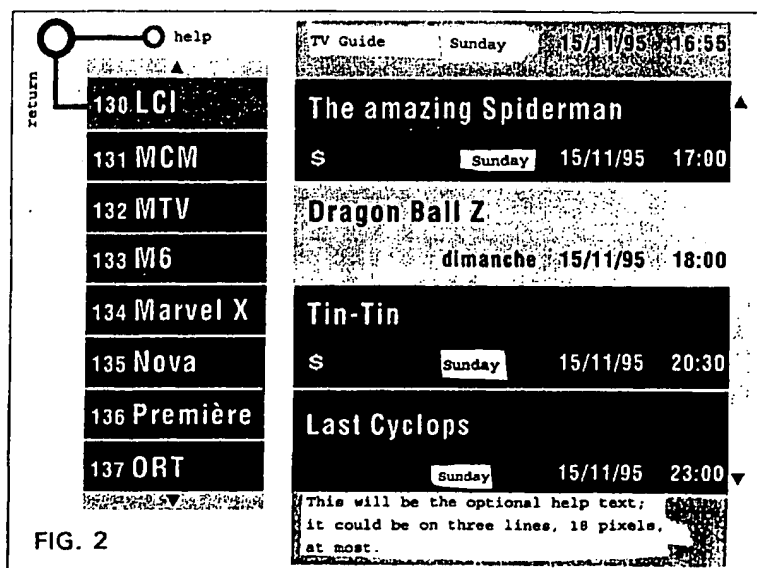 help
return
130 LCI
131 MCM
132 MTV
133 M6
134 Marvel X
135 Nova
136 Première
137 ORT
TV Guide Sunday 15/11/95 16:55
The amazing Spiderman
$ Sunday 15/11/95 17:00
Dragon Ball Z
dimanche 15/11/95 18:00
Tin-Tin
$ Sunday 15/11/95 20:30
Last Cyclops
Sunday 15/11/95 23:00
This will be the optional help text;
it could be on three lines, 18 pixels,
at most.
FIG. 2